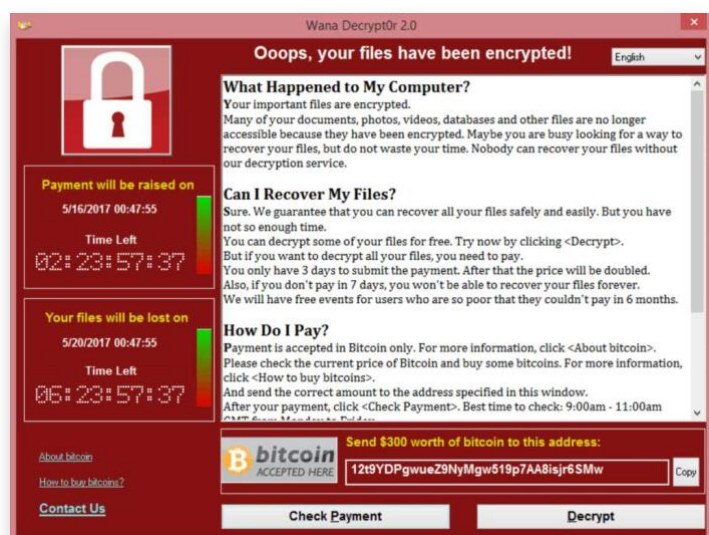 Wana Decrypt0r 2.0
Ooops, your files have been encrypted!
English
What Happened to My Computer?
Your important files are encrypted.
Many of your documents, photos, videos, databases and other files are no longer
accessible because they have been encrypted. Maybe you are busy looking for a way to
recover your files, but do not waste your time. Nobody can recover your files without
our decryption service.
Can I Recover My Files?
Sure. We guarantee that you can recover all your files safely and easily. But you have
not so enough time.
You can decrypt some of your files for free. Try now by clicking <Decrypt>.
But if you want to decrypt all your files, you need to pay.
You only have 3 days to submit the payment. After that the price will be doubled.
Also, if you don't pay in 7 days, you won't be able to recover your files forever.
We will have free events for users who are so poor that they couldn't pay in 6 months.
How Do I Pay?
Payment is accepted in Bitcoin only. For more information, click <About bitcoin>.
Please check the current price of Bitcoin and buy some bitcoins. For more information,
click <How to buy bitcoins>.
And send the correct amount to the address specified in this window.
After your payment, click <Check Payment>. Best time to check: 9:00am - 11:00am
GMT from Monday to Friday
Payment will be raised on
5/16/2017 00:47:55
Time Left
02:23:57:37
Your files will be lost on
5/20/2017 00:47:55
Time Left
06:23:57:37
About bitcoin
How to buy bitcoins?
Contact Us
bitcoin
ACCEPTED HERE
Send $300 worth of bitcoin to this address:
12t9YDPgwueZ9NyMgw519p7AA8isjr6SMw
Copy
Check Payment
Decrypt